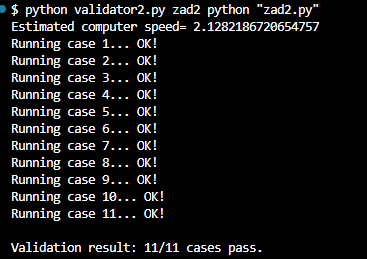 $ python validator2.py zad2 python "zad2.py"
Estimated computer speed= 2.1282186720654757
Running case 1... OK!
Running case 2... OK!
Running case 3... OK!
Running case 4... OK!
Running case 5... OK!
Running case 6... OK!
Running case 7... OK!
Running case 8... OK!
Running case 9... OK!
Running case 10... OK!
Running case 11... OK!
Validation result: 11/11 cases pass.